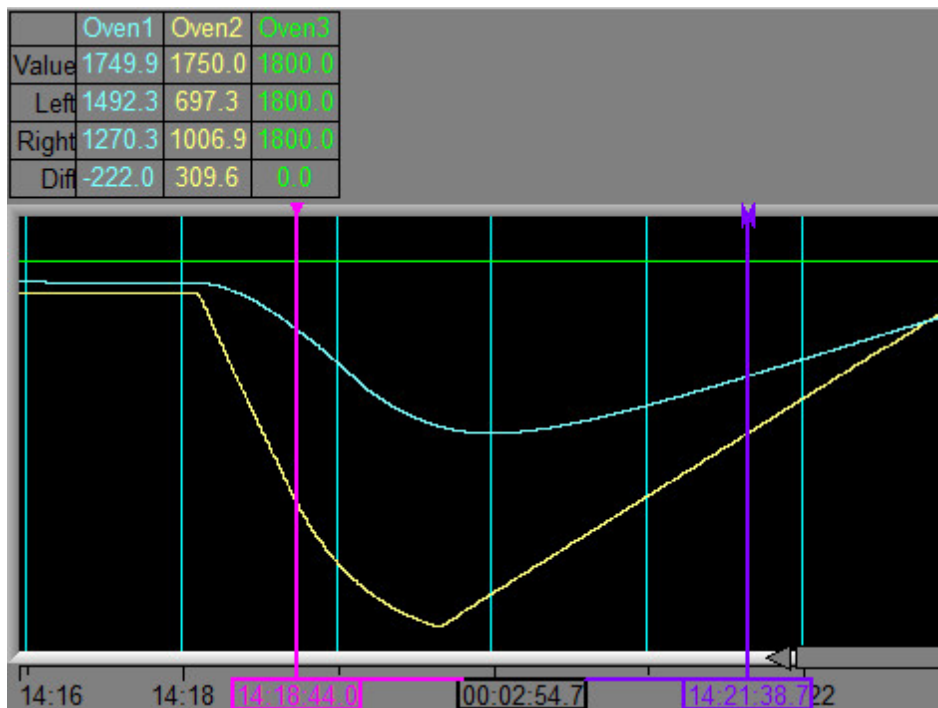 Oven1 Oven2 Oven3
Value 1749.9 1750.0 1800.0
Left 1492.3 697.3 1800.0
Right 1270.3 1006.9 1800.0
Diff -222.0 309.6 0.0
14:16 14:18 14:18:44.0 00:02:54.7 14:21:38.7 22